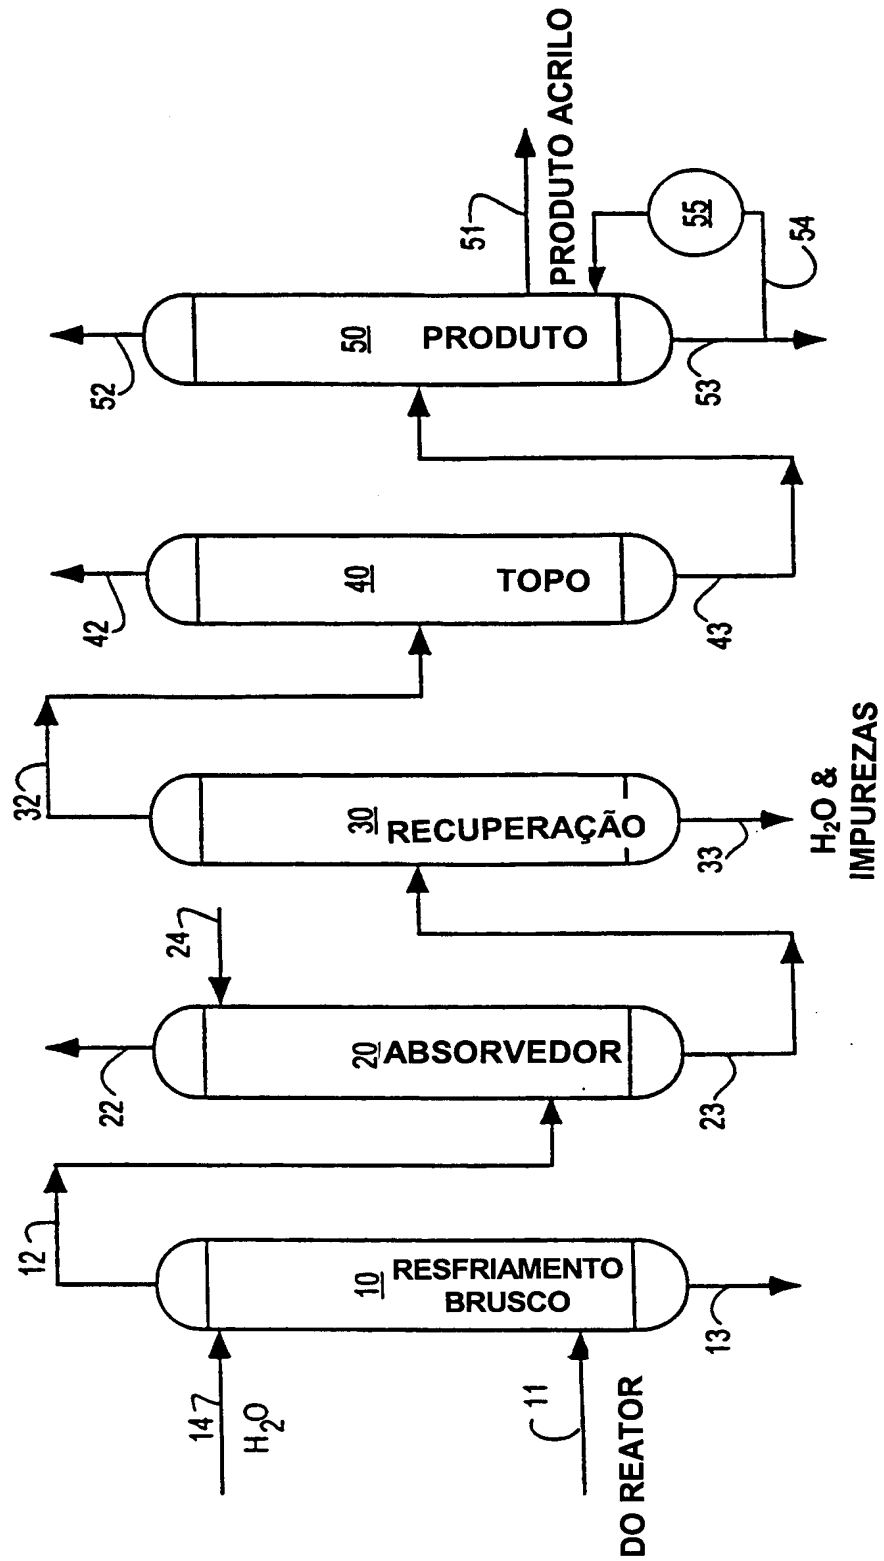 DO REATOR
11
14
H₂O
10
RESFRIAMENTO
BRUSCO
13
12
20
ABSORVEDOR
22
24
23
30
RECUPERAÇÃO
33
H₂O &
IMPUREZAS
32
40
TOPO
42
43
50
PRODUTO
52
53
54
55
51
PRODUTO ACRILO